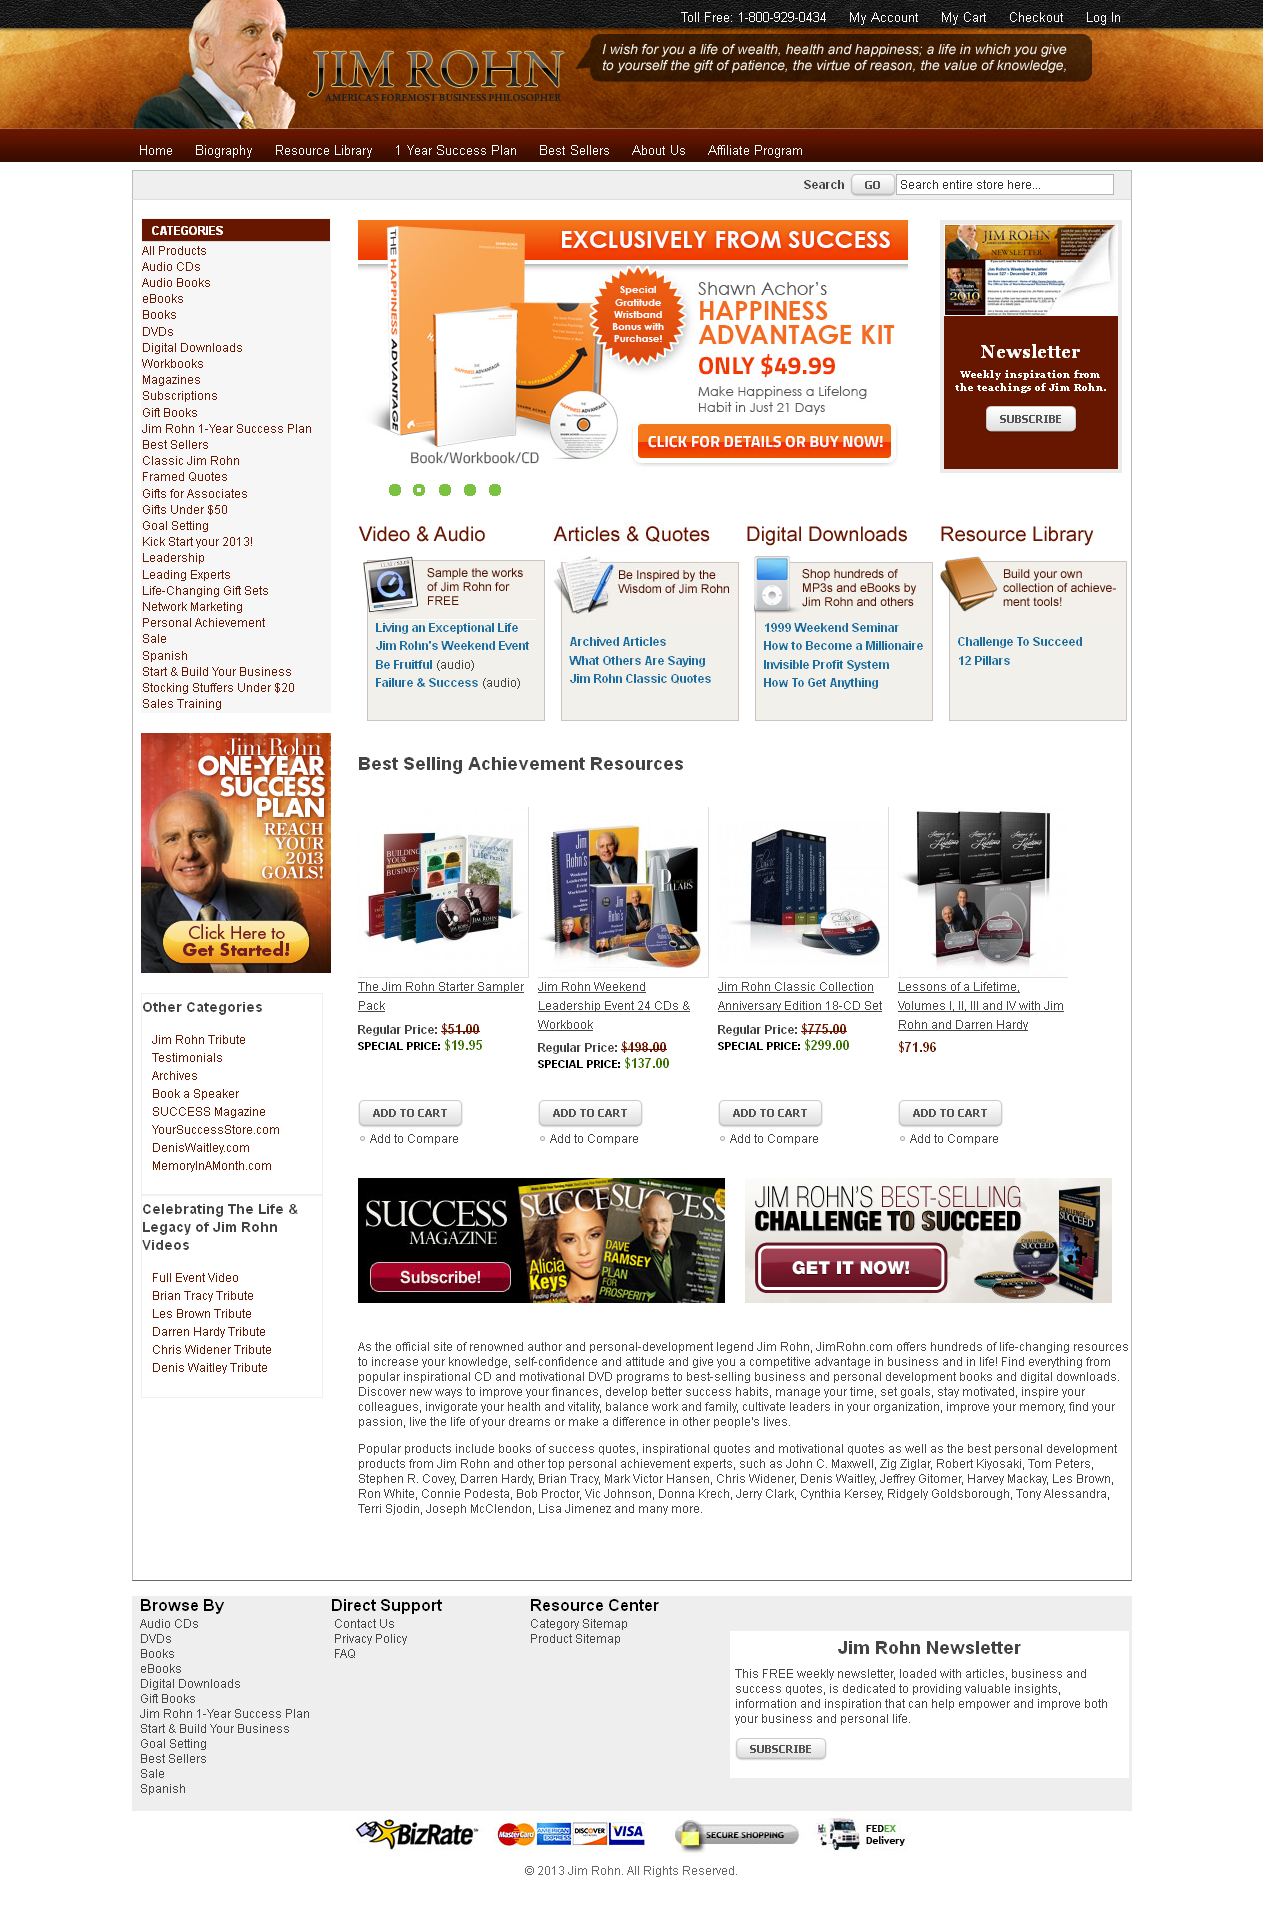 Toll Free: 1-800-929-0434 My Account My Cart Checkout Log In
JIM ROHN
AMERICA'S FOREMOST BUSINESS PHILOSOPHER
I wish for you a life of wealth, health and happiness; a life in which you give
to yourself the gift of patience, the virtue of reason, the value of knowledge,
Home Biography Resource Library 1 Year Success Plan Best Sellers About Us Affiliate Program
Search GO Search entire store here...
CATEGORIES
All Products
Audio CDs
Audio Books
eBooks
Books
DVDs
Digital Downloads
Workbooks
Magazines
Subscriptions
Gift Books
Jim Rohn 1-Year Success Plan
Best Sellers
Classic Jim Rohn
Framed Quotes
Gifts for Associates
Gifts Under $50
Goal Setting
Kick Start your 2013!
Leadership
Leading Experts
Life-Changing Gift Sets
Network Marketing
Personal Achievement
Sale
Spanish
Start & Build Your Business
Stocking Stuffers Under $20
Sales Training
EXCLUSIVELY FROM SUCCESS
THE HAPPINESS ADVANTAGE
Special
Gratitude
Wristband
Bonus with
Purchase!
Shawn Achor's
HAPPINESS
ADVANTAGE KIT
ONLY $49.99
Make Happiness a Lifelong
Habit in Just 21 Days
CLICK FOR DETAILS OR BUY NOW!
Book/Workbook/CD
JIM ROHN
NEWSLETTER
Newsletter
Weekly inspiration from
the teachings of Jim Rohn.
SUBSCRIBE
Video & Audio
Sample the works
of Jim Rohn for
FREE
Living an Exceptional Life
Jim Rohn's Weekend Event
Be Fruitful (audio)
Failure & Success (audio)
Articles & Quotes
Be Inspired by the
Wisdom of Jim Rohn
Archived Articles
What Others Are Saying
Jim Rohn Classic Quotes
Digital Downloads
Shop hundreds of
MP3s and eBooks by
Jim Rohn and others
1999 Weekend Seminar
How to Become a Millionaire
Invisible Profit System
How To Get Anything
Resource Library
Build your own
collection of achieve-
ment tools!
Challenge To Succeed
12 Pillars
Jim Rohn
ONE-YEAR
SUCCESS
PLAN
REACH
YOUR
2013
GOALS!
Click Here to
Get Started!
Best Selling Achievement Resources
The Jim Rohn Starter Sampler
Pack
Regular Price: $51.00
SPECIAL PRICE: $19.95
ADD TO CART
Add to Compare
Jim Rohn Weekend
Leadership Event 24 CDs &
Workbook
Regular Price: $498.00
SPECIAL PRICE: $137.00
ADD TO CART
Add to Compare
Jim Rohn Classic Collection
Anniversary Edition 18-CD Set
Regular Price: $775.00
SPECIAL PRICE: $299.00
ADD TO CART
Add to Compare
Lessons of a Lifetime,
Volumes I, II, III and IV with Jim
Rohn and Darren Hardy
$71.96
ADD TO CART
Add to Compare
Other Categories
Jim Rohn Tribute
Testimonials
Archives
Book a Speaker
SUCCESS Magazine
YourSuccessStore.com
DenisWaitley.com
MemoryInAMonth.com
Celebrating The Life &
Legacy of Jim Rohn
Videos
Full Event Video
Brian Tracy Tribute
Les Brown Tribute
Darren Hardy Tribute
Chris Widener Tribute
Denis Waitley Tribute
SUCCESS
MAGAZINE
Subscribe!
Alicia
Keys
DAVE
RAMSEY
PLAN
FOR
PROSPERITY
JIM ROHN'S BEST-SELLING
CHALLENGE TO SUCCEED
GET IT NOW!
As the official site of renowned author and personal-development legend Jim Rohn, JimRohn.com offers hundreds of life-changing resources
to increase your knowledge, self-confidence and attitude and give you a competitive advantage in business and in life! Find everything from
popular inspirational CD and motivational DVD programs to best-selling business and personal development books and digital downloads.
Discover new ways to improve your finances, develop better success habits, manage your time, set goals, stay motivated, inspire your
colleagues, invigorate your health and vitality, balance work and family, cultivate leaders in your organization, improve your memory, find your
passion, live the life of your dreams or make a difference in other people's lives.
Popular products include books of success quotes, inspirational quotes and motivational quotes as well as the best personal development
products from Jim Rohn and other top personal achievement experts, such as John C. Maxwell, Zig Ziglar, Robert Kiyosaki, Tom Peters,
Stephen R. Covey, Darren Hardy, Brian Tracy, Mark Victor Hansen, Chris Widener, Denis Waitley, Jeffrey Gitomer, Harvey Mackay, Les Brown,
Ron White, Connie Podesta, Bob Proctor, Vic Johnson, Donna Krech, Jerry Clark, Cynthia Kersey, Ridgely Goldsborough, Tony Alessandra,
Terri Sjodin, Joseph McClendon, Lisa Jimenez and many more.
Browse By
Audio CDs
DVDs
Books
eBooks
Digital Downloads
Gift Books
Jim Rohn 1-Year Success Plan
Start & Build Your Business
Goal Setting
Best Sellers
Sale
Spanish
Direct Support
Contact Us
Privacy Policy
FAQ
Resource Center
Category Sitemap
Product Sitemap
Jim Rohn Newsletter
This FREE weekly newsletter, loaded with articles, business and
success quotes, is dedicated to providing valuable insights,
information and inspiration that can help empower and improve both
your business and personal life.
SUBSCRIBE
BizRate
MasterCard AMERICAN EXPRESS DISCOVER VISA
SECURE SHOPPING
FEDEX
Delivery
© 2013 Jim Rohn. All Rights Reserved.